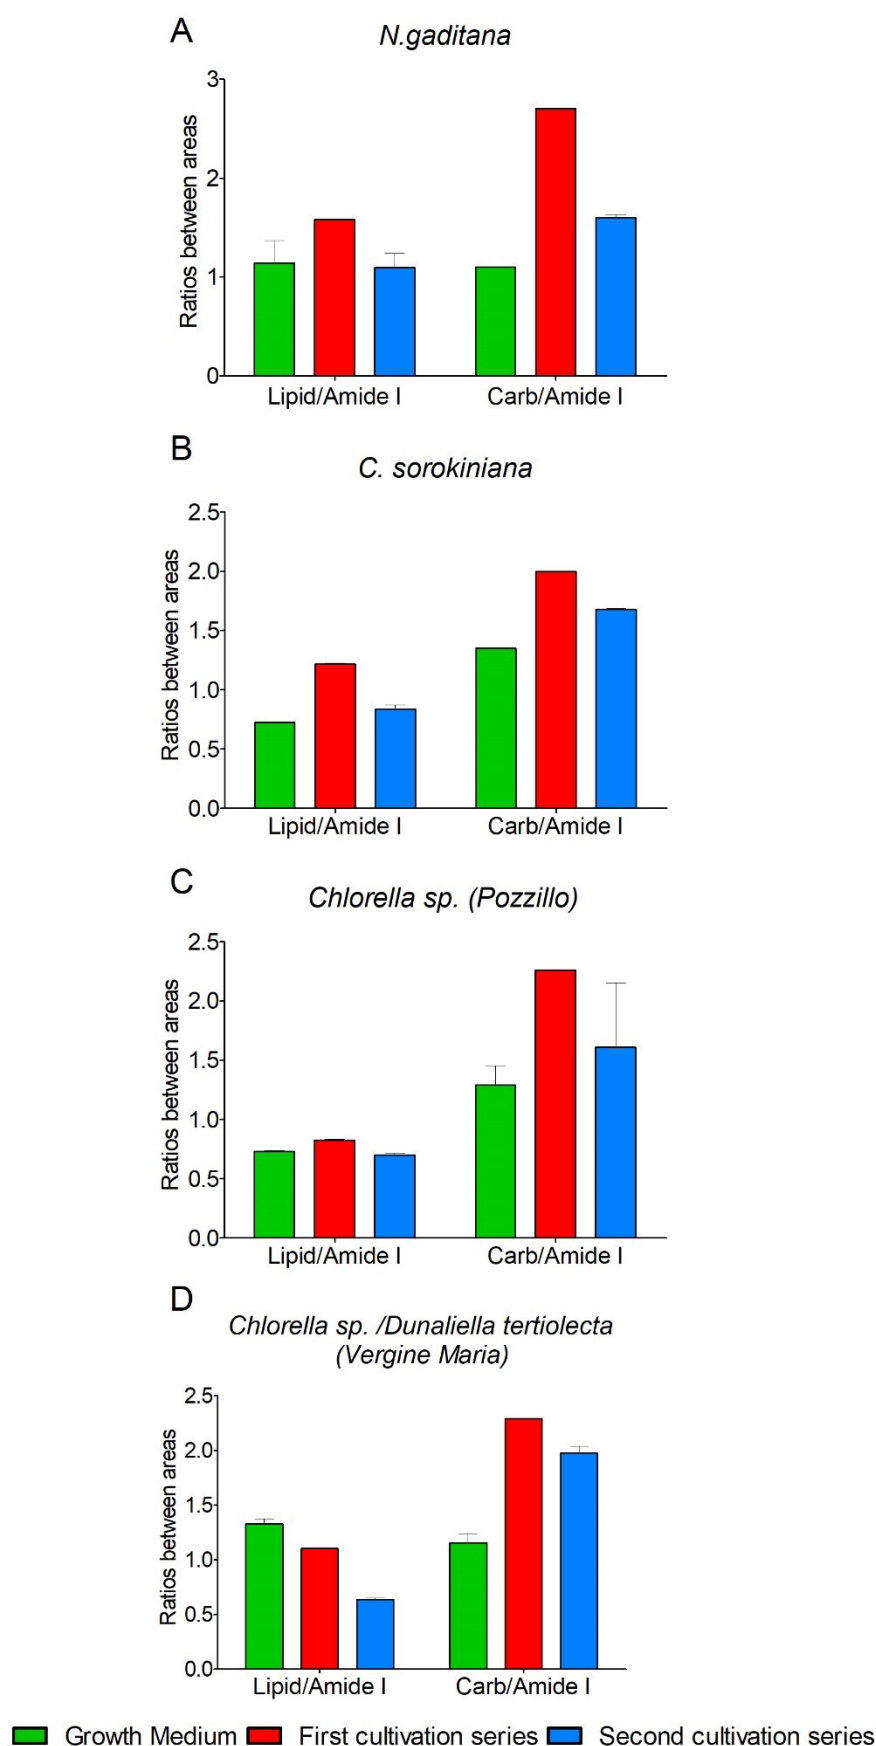 A
N.gaditana
3
2
1
0
Ratios between areas
Lipid/Amide I Carb/Amide I
B
C. sorokiniana
2.5
2.0
1.5
1.0
0.5
0.0
Ratios between areas
Lipid/Amide I Carb/Amide I
C
Chlorella sp. (Pozzillo)
2.5
2.0
1.5
1.0
0.5
0.0
Ratios between areas
Lipid/Amide I Carb/Amide I
D
Chlorella sp. /Dunaliella tertiolecta
(Vergine Maria)
2.5
2.0
1.5
1.0
0.5
0.0
Ratios between areas
Lipid/Amide I Carb/Amide I
Growth Medium First cultivation series Second cultivation series